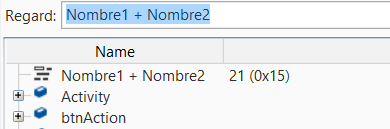 Regard: Nombre1 + Nombre2
Name
Nombre1 + Nombre2 21 (0x15)
Activity
btnAction